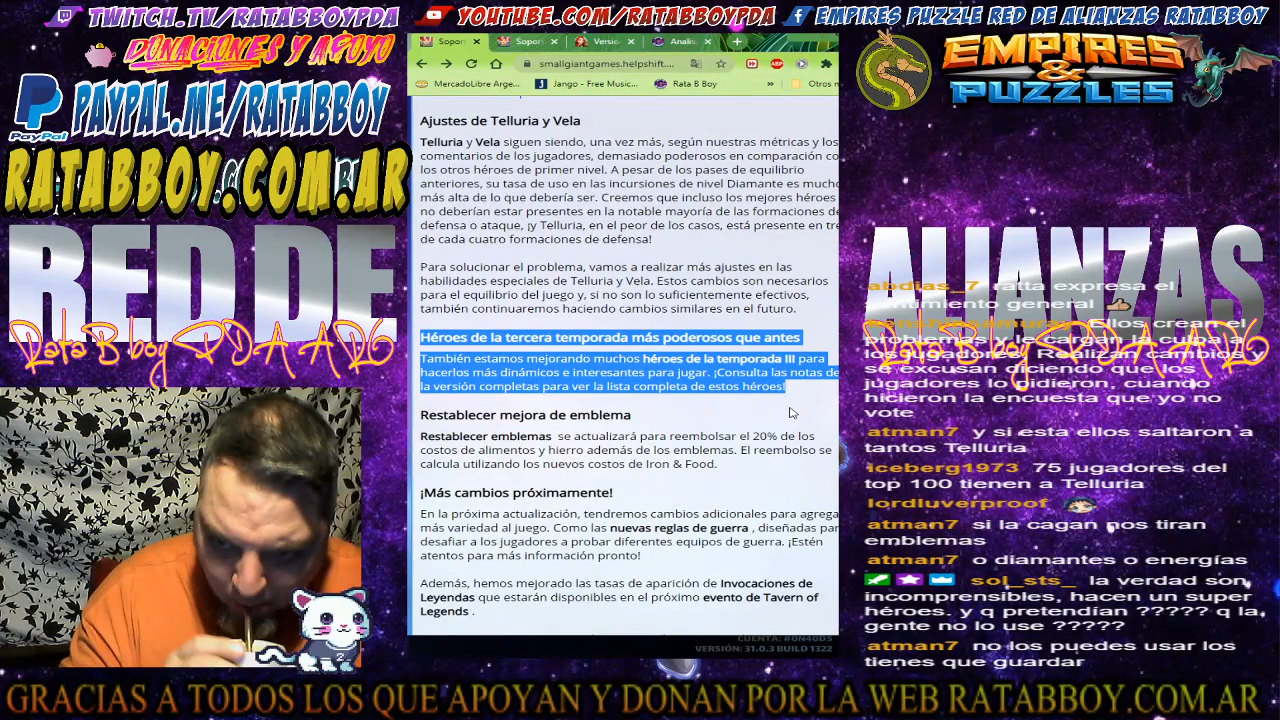 TWITCH.TV/RATABBOYPDA
YOUTUBE.COM/RATABBOYPDA
EMPIRES PUZZLE RED DE ALIANZAS RATABBOY
DONACIONES Y APOYO
PayPal
PAYPAL.ME/RATABBOY
RATABBOY.COM.AR
RED DE
Rata B boy PDA ARG
Sopor
Sopor
Versio
Analis
smallgiantgames.helpshift....
ABP
MercadoLibre Arge...
Jango - Free Music...
Rata B Boy
»
Otros m
Ajustes de Telluria y Vela
Telluria y Vela siguen siendo, una vez más, según nuestras métricas y los
comentarios de los jugadores, demasiado poderosos en comparación co
los otros héroes de primer nivel. A pesar de los pases de equilibrio
anteriores, su tasa de uso en las incursiones de nivel Diamante es mucho
más alta de lo que debería ser. Creemos que incluso los mejores héroes
no deberían estar presentes en la notable mayoría de las formaciones de
defensa o ataque, ¡y Telluria, en el peor de los casos, está presente en tre
de cada cuatro formaciones de defensa!
Para solucionar el problema, vamos a realizar más ajustes en las
habilidades especiales de Telluria y Vela. Estos cambios son necesarios
para el equilibrio del juego y, si no son lo suficientemente efectivos,
también continuaremos haciendo cambios similares en el futuro.
Héroes de la tercera temporada más poderosos que antes
También estamos mejorando muchos héroes de la temporada III para
hacerlos más dinámicos e interesantes para jugar. ¡Consulta las notas de
la versión completas para ver la lista completa de estos héroes!
Restablecer mejora de emblema
Restablecer emblemas se actualizará para reembolsar el 20% de los
costos de alimentos y hierro además de los emblemas. El reembolso se
calcula utilizando los nuevos costos de Iron & Food.
¡Más cambios próximamente!
En la próxima actualización, tendremos cambios adicionales para agrega
más variedad al juego. Como las nuevas reglas de guerra , diseñadas par
desafiar a los jugadores a probar diferentes equipos de guerra. ¡Estén
atentos para más información pronto!
Además, hemos mejorado las tasas de aparición de Invocaciones de
Leyendas que estarán disponibles en el próximo evento de Tavern of
Legends .
CUENTA: #0N40DS
VERSIÓN: 31.0.3 BUILD 1322
EMPIRES
&
PUZZLES
ALIANZAS
Rata B boy PDA ARG
abdias_7 ratta expresa el
sentimiento general
Ellos crean el
problemas y le cargan la culpa a
los jugadores. Realizan cambios y
se excusan diciendo que los
jugadores lo pidieron, cuando
hicieron la encuesta que yo no
vote
atman7 y si esta ellos saltaron a
tantos Telluria
iceberg1973 75 jugadores del
top 100 tienen a Telluria
lordluverproof
atman7 si la cagan nos tiran
emblemas
atman7 o diamantes o energías
sol_sts_ la verdad son
incomprensibles, hacen un super
héroes. y q pretendían ????? q la
gente no lo use ?????
atman7 no los puedes usar los
tienes que guardar
GRACIAS A TODOS LOS QUE APOYAN Y DONAN POR LA WEB RATABBOY.COM.AR